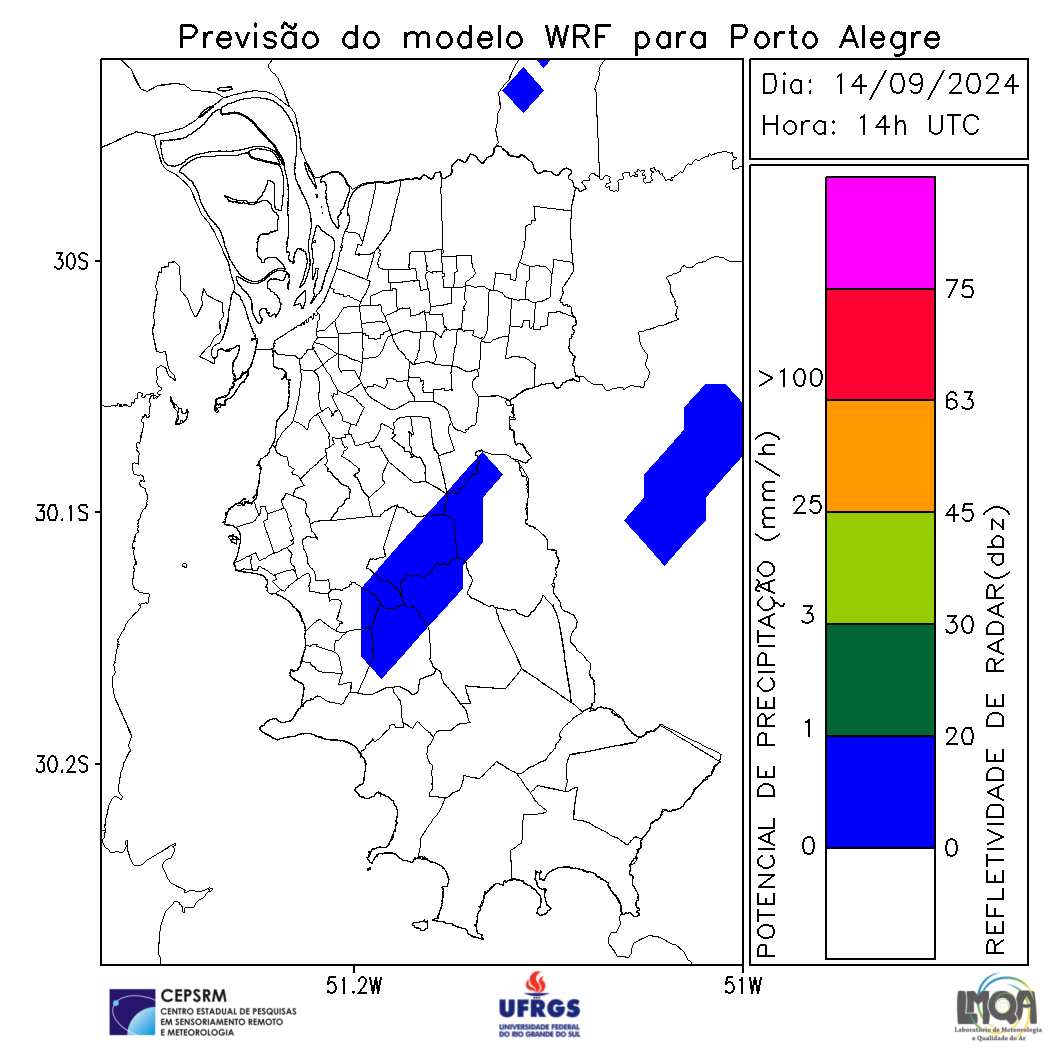 Previsão do modelo WRF para Porto Alegre
Dia: 14/09/2024
Hora: 14h UTC
30S
30.1S
30.2S
51.2W
51W
POTENCIAL DE PRECIPITAÇÃO (mm/h)
>100
25
3
1
0
75
63
45
30
20
0
REFLETIVIDADE DE RADAR(dbz)
CEPSRM
CENTRO ESTADUAL DE PESQUISAS
EM SENSORIAMENTO REMOTO
E METEOROLOGIA
UFRGS
UNIVERSIDADE FEDERAL
DO RIO GRANDE DO SUL
LMQA
Laboratório de Meteorologia
e Qualidade do Ar